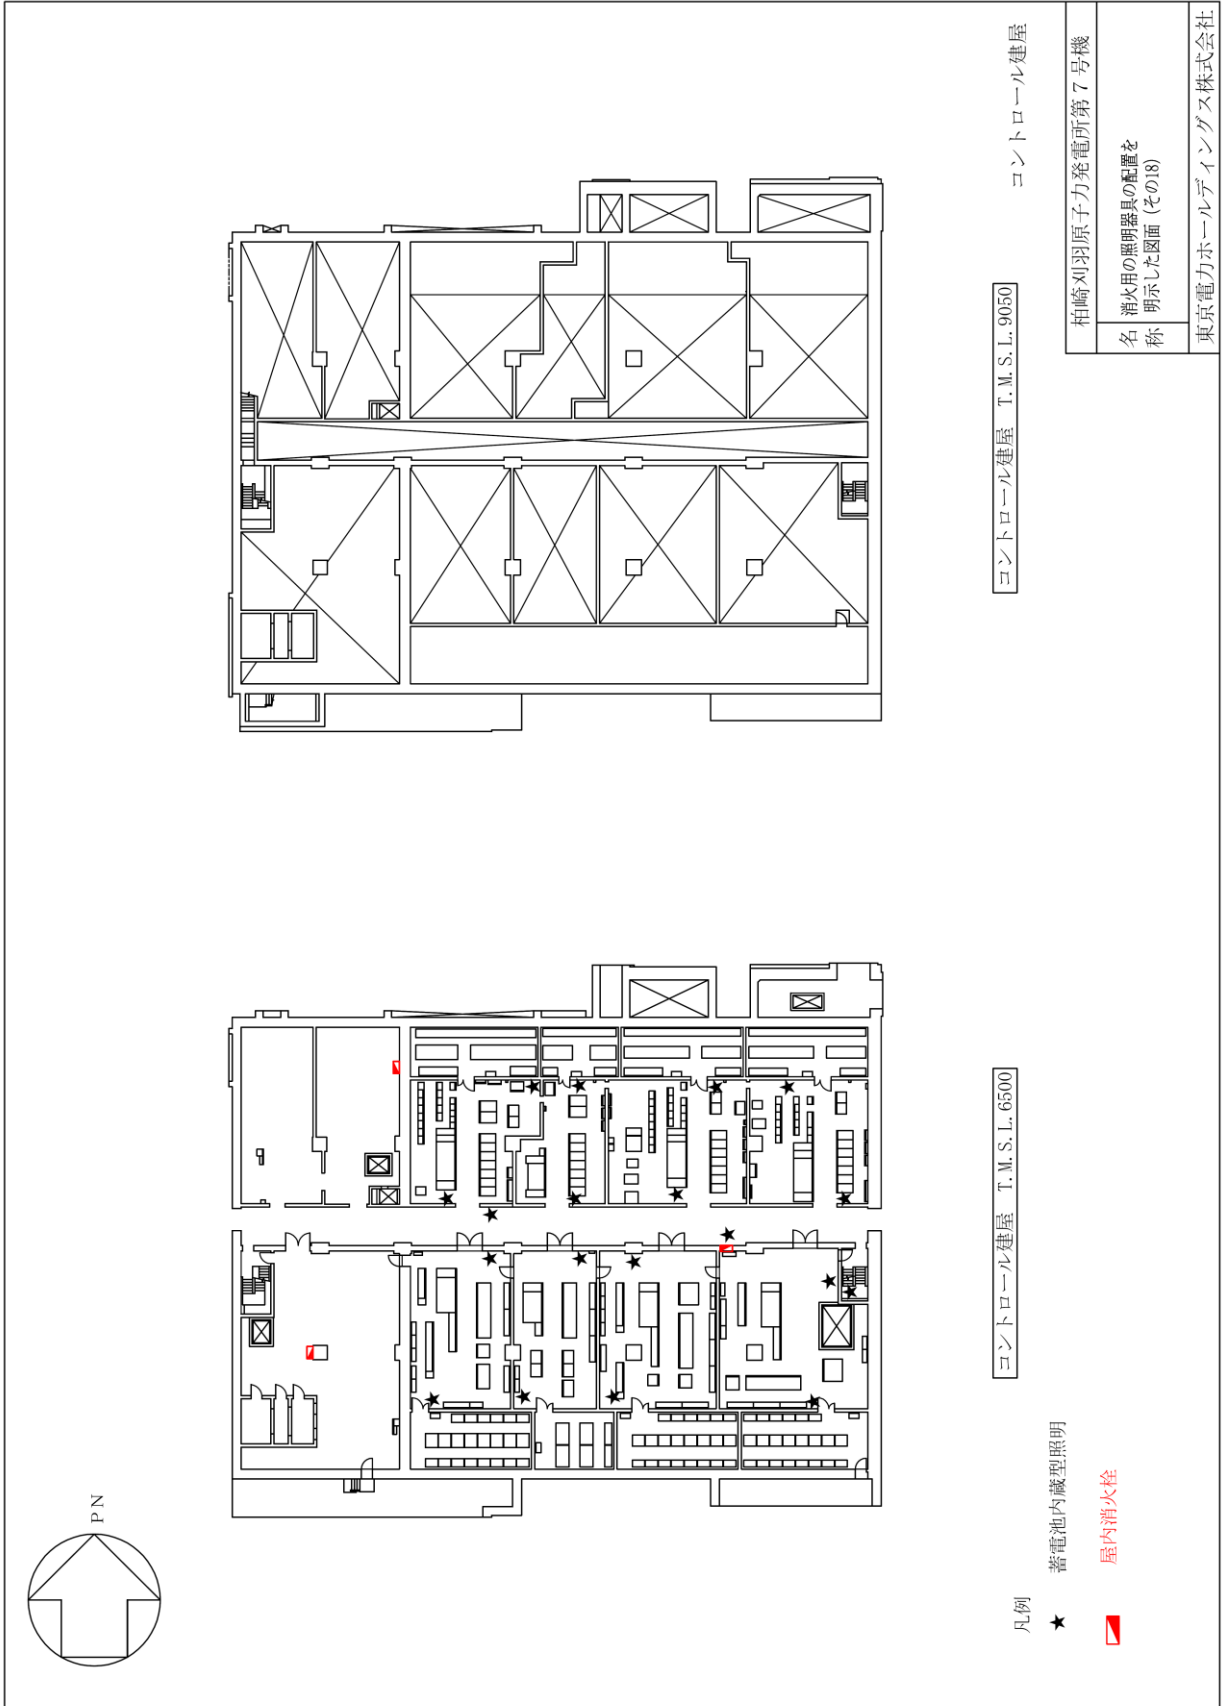 PN
コントロール建屋 T.M.S.L.6500
コントロール建屋 T.M.S.L.9050
コントロール建屋
凡例
★ 蓄電池内蔵型照明
屋内消火栓
柏崎刈羽原子力発電所第7号機
名称
消火用の照明器具の配置を
明示した図面(その18)
東京電力ホールディングス株式会社